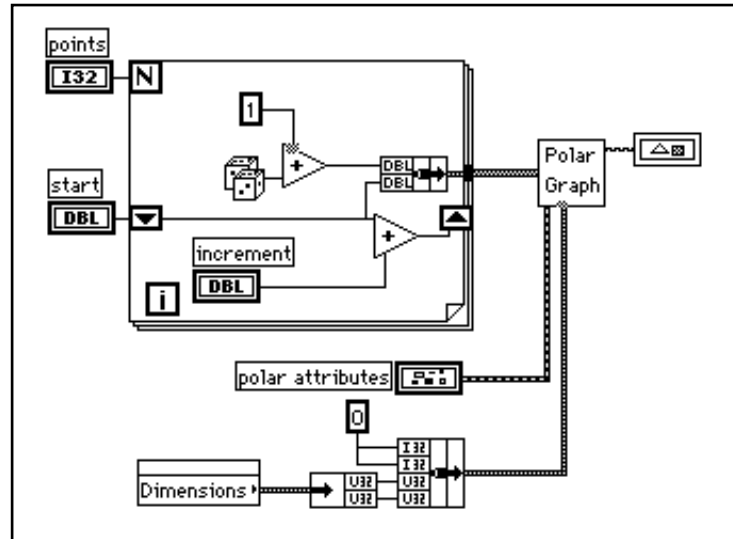 points
I32
N
1
DBL
DBL
Polar
Graph
start
DBL
increment
DBL
i
polar attributes
0
I32
I32
Dimensions
U32
U32
U32
U32